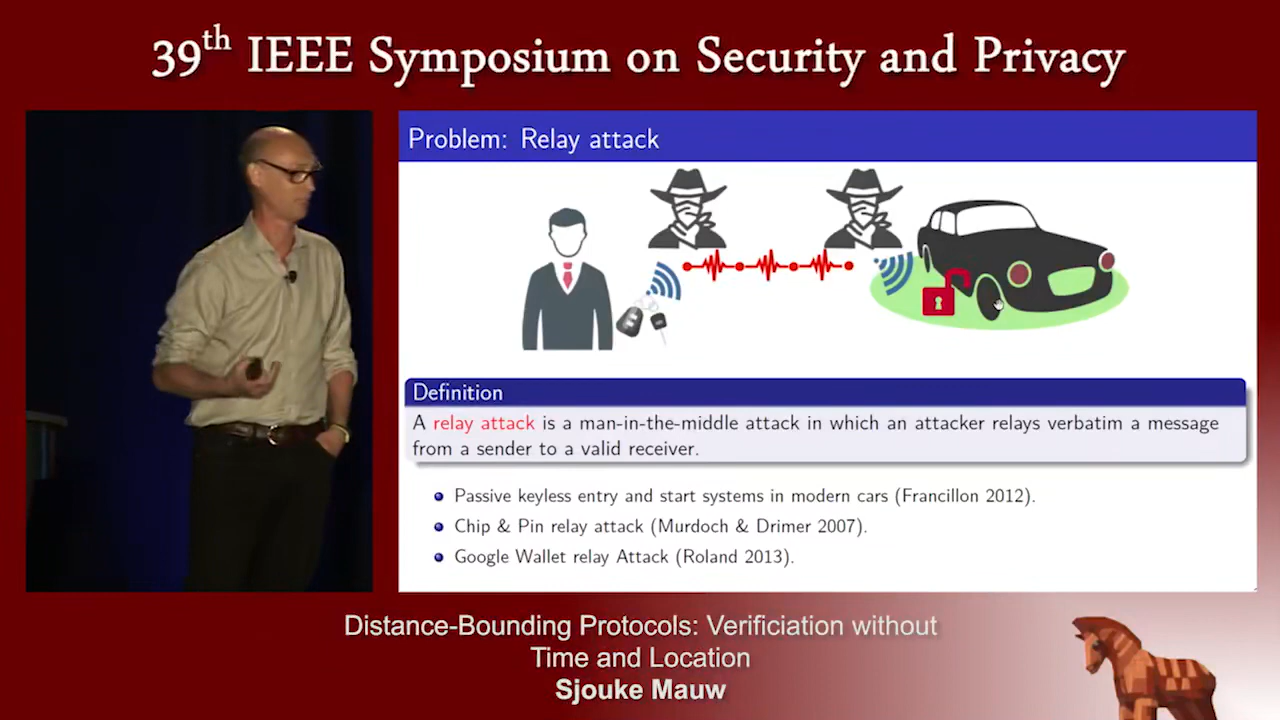 39th IEEE Symposium on Security and Privacy
Problem: Relay attack
Definition
A relay attack is a man-in-the-middle attack in which an attacker relays verbatim a message
from a sender to a valid receiver.
Passive keyless entry and start systems in modern cars (Francillon 2012).
Chip & Pin relay attack (Murdoch & Drimer 2007).
Google Wallet relay Attack (Roland 2013).
Distance-Bounding Protocols: Verificiation without
Time and Location
Sjouke Mauw